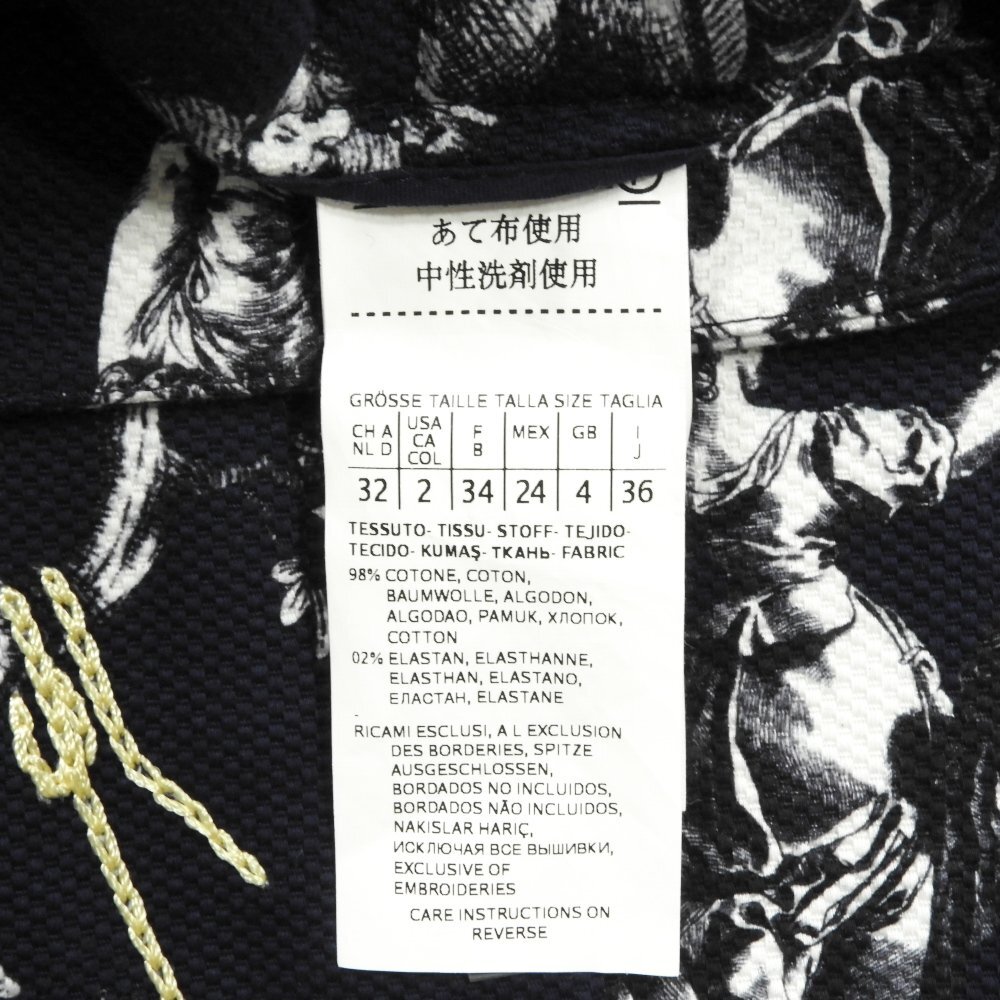 あて布使用
中性洗剤使用
GRÖSSE TAILLE TALLA SIZE TAGLIA
CH A NL D USA CA COL F B MEX GB I J
32 2 34 24 4 36
TESSUTO- TISSU- STOFF- TEJIDO-
TECIDO- KUMAŞ- ТКАНЬ- FABRIC
98% COTONE, COTON,
BAUMWOLLE, ALGODON,
ALGODAO, PAMUK, ХЛОПОК,
COTTON
02% ELASTAN, ELASTHANNE,
ELASTHAN, ELASTANO,
ЕЛАСТАН, ELASTANE
RICAMI ESCLUSI, A L EXCLUSION
DES BORDERIES, SPITZE
AUSGESCHLOSSEN,
BORDADOS NO INCLUIDOS,
BORDADOS NÃO INCLUIDOS,
NAKISLAR HARIÇ,
ИСКЛЮЧАЯ ВСЕ ВЫШИВКИ,
EXCLUSIVE OF
EMBROIDERIES
CARE INSTRUCTIONS ON
REVERSE